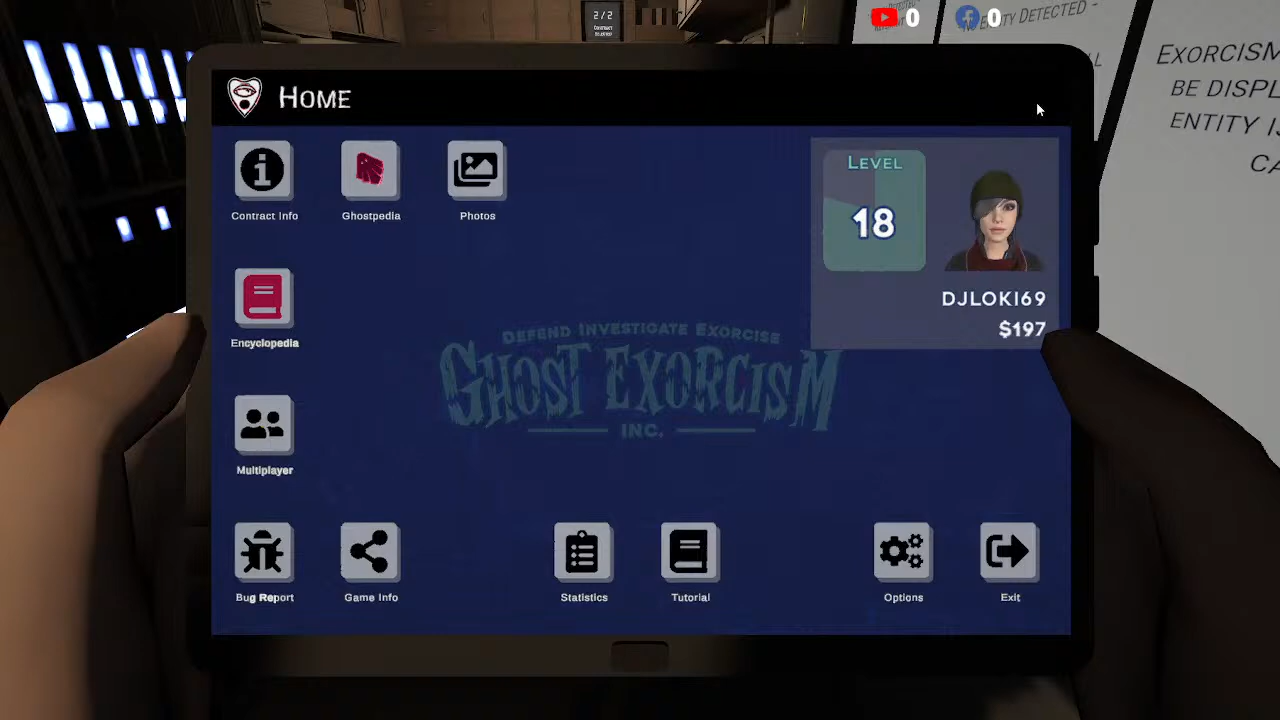 2 / 2
0
0
DETECTED -
EXORCISM
BE DISPL
ENTITY I
CA
HOME
Contract Info
Ghostpedia
Photos
LEVEL
18
DJLOKI69
$197
Encyclopedia
DEFEND INVESTIGATE EXORCISE
GHOST EXORCISM
INC.
Multiplayer
Bug Report
Game Info
Statistics
Tutorial
Options
Exit